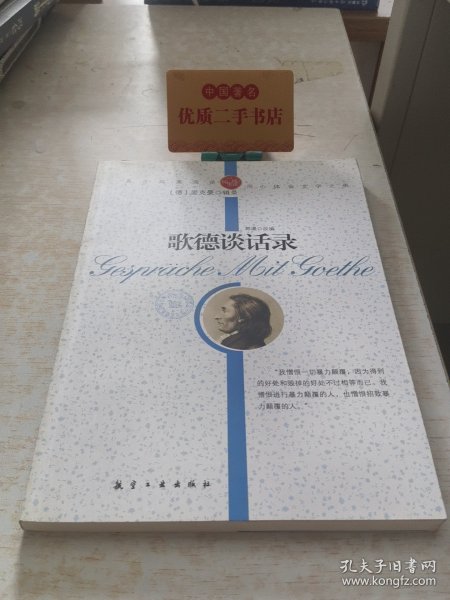 中国著名
优质二手书店
〔德〕爱克曼◎辑录
韩漫◎改编
歌德谈话录
Gespräche Mit Goethe
“我憎恨一切暴力颠覆，因为得到
的好处和毁掉的好处不过相等而已。我
憎恨进行暴力颠覆的人，也憎恨招致暴
力颠覆的人。”
航空工业出版社
孔夫子旧书网
www.kongfz.com